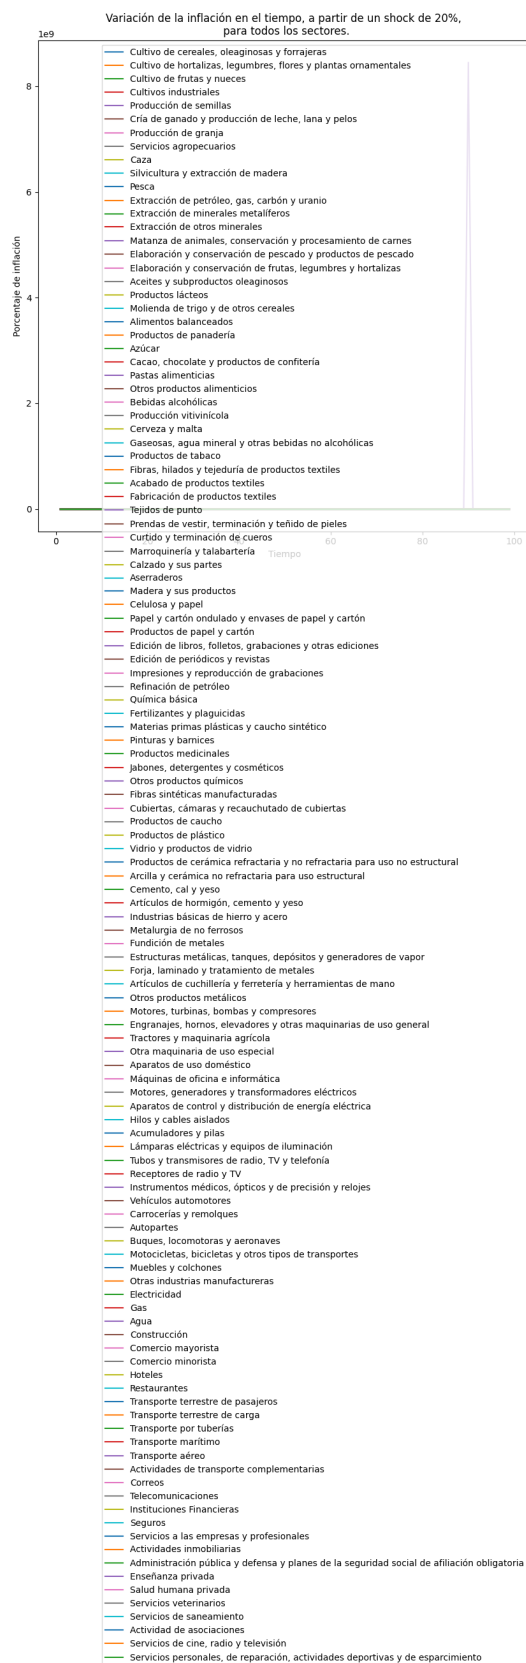 Variación de la inflación en el tiempo, a partir de un shock de 20%,
para todos los sectores.
1e9
8
6
4
2
0
Porcentaje de inflación
0
80
100
Tiempo
Cultivo de cereales, oleaginosas y forrajeras
Cultivo de hortalizas, legumbres, flores y plantas ornamentales
Cultivo de frutas y nueces
Cultivos industriales
Producción de semillas
Cría de ganado y producción de leche, lana y pelos
Producción de granja
Servicios agropecuarios
Caza
Silvicultura y extracción de madera
Pesca
Extracción de petróleo, gas, carbón y uranio
Extracción de minerales metalíferos
Extracción de otros minerales
Matanza de animales, conservación y procesamiento de carnes
Elaboración y conservación de pescado y productos de pescado
Elaboración y conservación de frutas, legumbres y hortalizas
Aceites y subproductos oleaginosos
Productos lácteos
Molienda de trigo y de otros cereales
Alimentos balanceados
Productos de panadería
Azúcar
Cacao, chocolate y productos de confitería
Pastas alimenticias
Otros productos alimenticios
Bebidas alcohólicas
Producción vitivinícola
Cerveza y malta
Gaseosas, agua mineral y otras bebidas no alcohólicas
Productos de tabaco
Fibras, hilados y tejeduría de productos textiles
Acabado de productos textiles
Fabricación de productos textiles
Tejidos de punto
Prendas de vestir, terminación y teñido de pieles
Curtido y terminación de cueros
Marroquinería y talabartería
Calzado y sus partes
Aserraderos
Madera y sus productos
Celulosa y papel
Papel y cartón ondulado y envases de papel y cartón
Productos de papel y cartón
Edición de libros, folletos, grabaciones y otras ediciones
Edición de periódicos y revistas
Impresiones y reproducción de grabaciones
Refinación de petróleo
Química básica
Fertilizantes y plaguicidas
Materias primas plásticas y caucho sintético
Pinturas y barnices
Productos medicinales
Jabones, detergentes y cosméticos
Otros productos químicos
Fibras sintéticas manufacturadas
Cubiertas, cámaras y recauchutado de cubiertas
Productos de caucho
Productos de plástico
Vidrio y productos de vidrio
Productos de cerámica refractaria y no refractaria para uso no estructural
Arcilla y cerámica no refractaria para uso estructural
Cemento, cal y yeso
Artículos de hormigón, cemento y yeso
Industrias básicas de hierro y acero
Metalurgia de no ferrosos
Fundición de metales
Estructuras metálicas, tanques, depósitos y generadores de vapor
Forja, laminado y tratamiento de metales
Artículos de cuchillería y ferretería y herramientas de mano
Otros productos metálicos
Motores, turbinas, bombas y compresores
Engranajes, hornos, elevadores y otras maquinarias de uso general
Tractores y maquinaria agrícola
Otra maquinaria de uso especial
Aparatos de uso doméstico
Máquinas de oficina e informática
Motores, generadores y transformadores eléctricos
Aparatos de control y distribución de energía eléctrica
Hilos y cables aislados
Acumuladores y pilas
Lámparas eléctricas y equipos de iluminación
Tubos y transmisores de radio, TV y telefonía
Receptores de radio y TV
Instrumentos médicos, ópticos y de precisión y relojes
Vehículos automotores
Carrocerías y remolques
Autopartes
Buques, locomotoras y aeronaves
Motocicletas, bicicletas y otros tipos de transportes
Muebles y colchones
Otras industrias manufactureras
Electricidad
Gas
Agua
Construcción
Comercio mayorista
Comercio minorista
Hoteles
Restaurantes
Transporte terrestre de pasajeros
Transporte terrestre de carga
Transporte por tuberías
Transporte marítimo
Transporte aéreo
Actividades de transporte complementarias
Correos
Telecomunicaciones
Instituciones Financieras
Seguros
Servicios a las empresas y profesionales
Actividades inmobiliarias
Administración pública y defensa y planes de la seguridad social de afiliación obligatoria
Enseñanza privada
Salud humana privada
Servicios veterinarios
Servicios de saneamiento
Actividad de asociaciones
Servicios de cine, radio y televisión
Servicios personales, de reparación, actividades deportivas y de esparcimiento